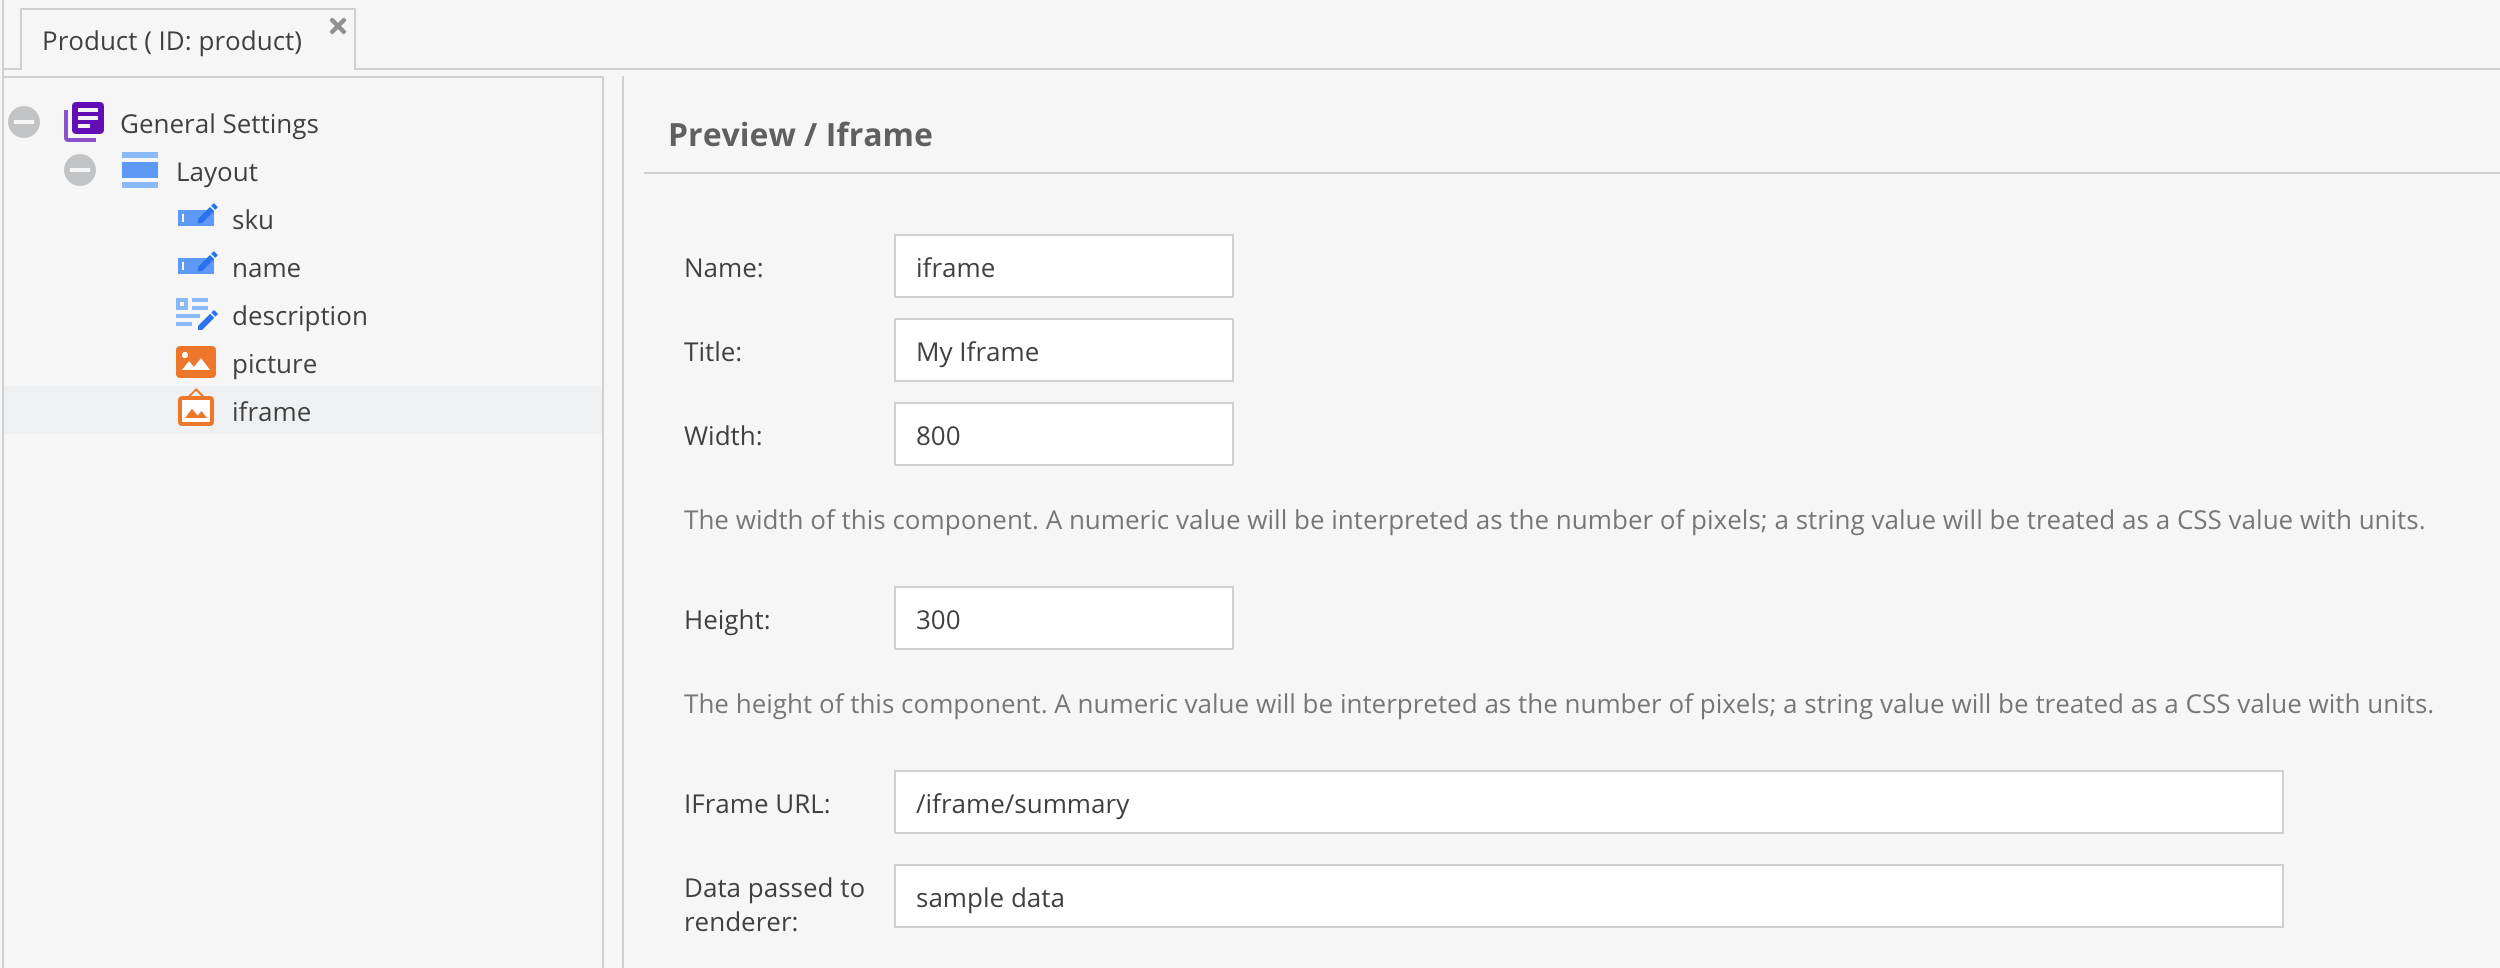 Product ( ID: product)
General Settings
Layout
sku
name
description
picture
iframe
Preview / Iframe
Name: iframe
Title: My Iframe
Width: 800
The width of this component. A numeric value will be interpreted as the number of pixels; a string value will be treated as a CSS value with units.
Height: 300
The height of this component. A numeric value will be interpreted as the number of pixels; a string value will be treated as a CSS value with units.
IFrame URL: /iframe/summary
Data passed to
renderer:
sample data